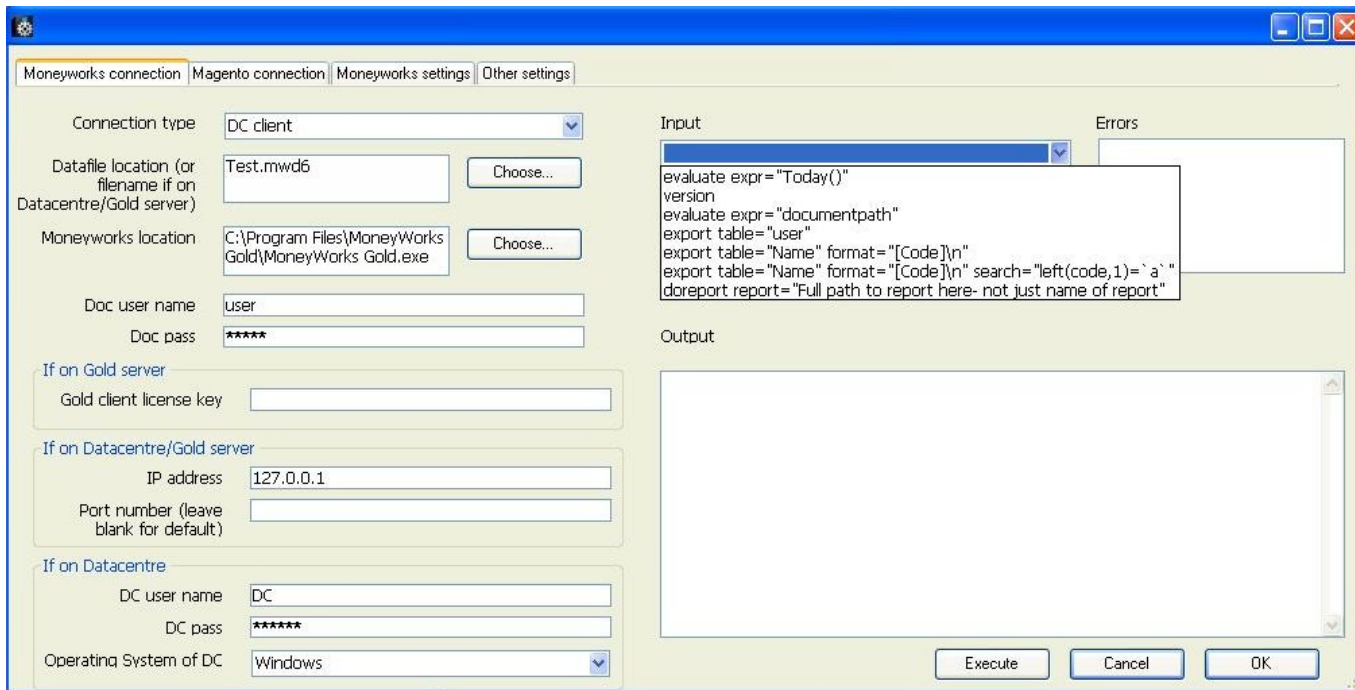 Moneyworks connection Magento connection Moneyworks settings Other settings
Connection type
DC client
Datafile location (or
filename if on
Datacentre/Gold server)
Test.mwd6
Choose...
Moneyworks location
C:\Program Files\MoneyWorks
Gold\MoneyWorks Gold.exe
Choose...
Doc user name
user
Doc pass
*****
If on Gold server
Gold client license key
If on Datacentre/Gold server
IP address
127.0.0.1
Port number (leave
blank for default)
If on Datacentre
DC user name
DC
DC pass
******
Operating System of DC
Windows
Input
Errors
evaluate expr="Today()"
version
evaluate expr="documentpath"
export table="user"
export table="Name" format="[Code]\n"
export table="Name" format="[Code]\n" search="left(code,1)=`a`"
doreport report="Full path to report here- not just name of report"
Output
Execute
Cancel
OK